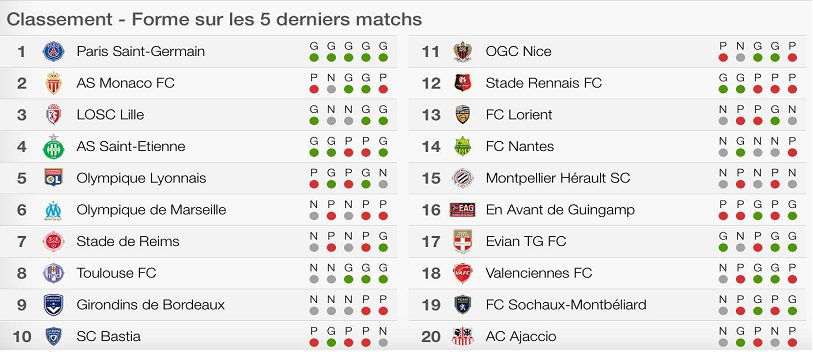 Classement - Forme sur les 5 derniers matchs
1 Paris Saint-Germain G G G G G
2 AS Monaco FC P N G G P
3 LOSC Lille G N N G G
4 AS Saint-Etienne G G P P G
5 Olympique Lyonnais P G P G N
6 Olympique de Marseille N P N P P
7 Stade de Reims N P N P G
8 Toulouse FC N N G G G
9 Girondins de Bordeaux N N N P P
10 SC Bastia P G P P N
11 OGC Nice P N G G P
12 Stade Rennais FC G G P P P
13 FC Lorient N P P G N
14 FC Nantes N G N N P
15 Montpellier Hérault SC N P N P N
16 En Avant de Guingamp P P G P G
17 Evian TG FC G N P G G
18 Valenciennes FC N P G G P
19 FC Sochaux-Montbéliard N P G P G
20 AC Ajaccio N G P N P